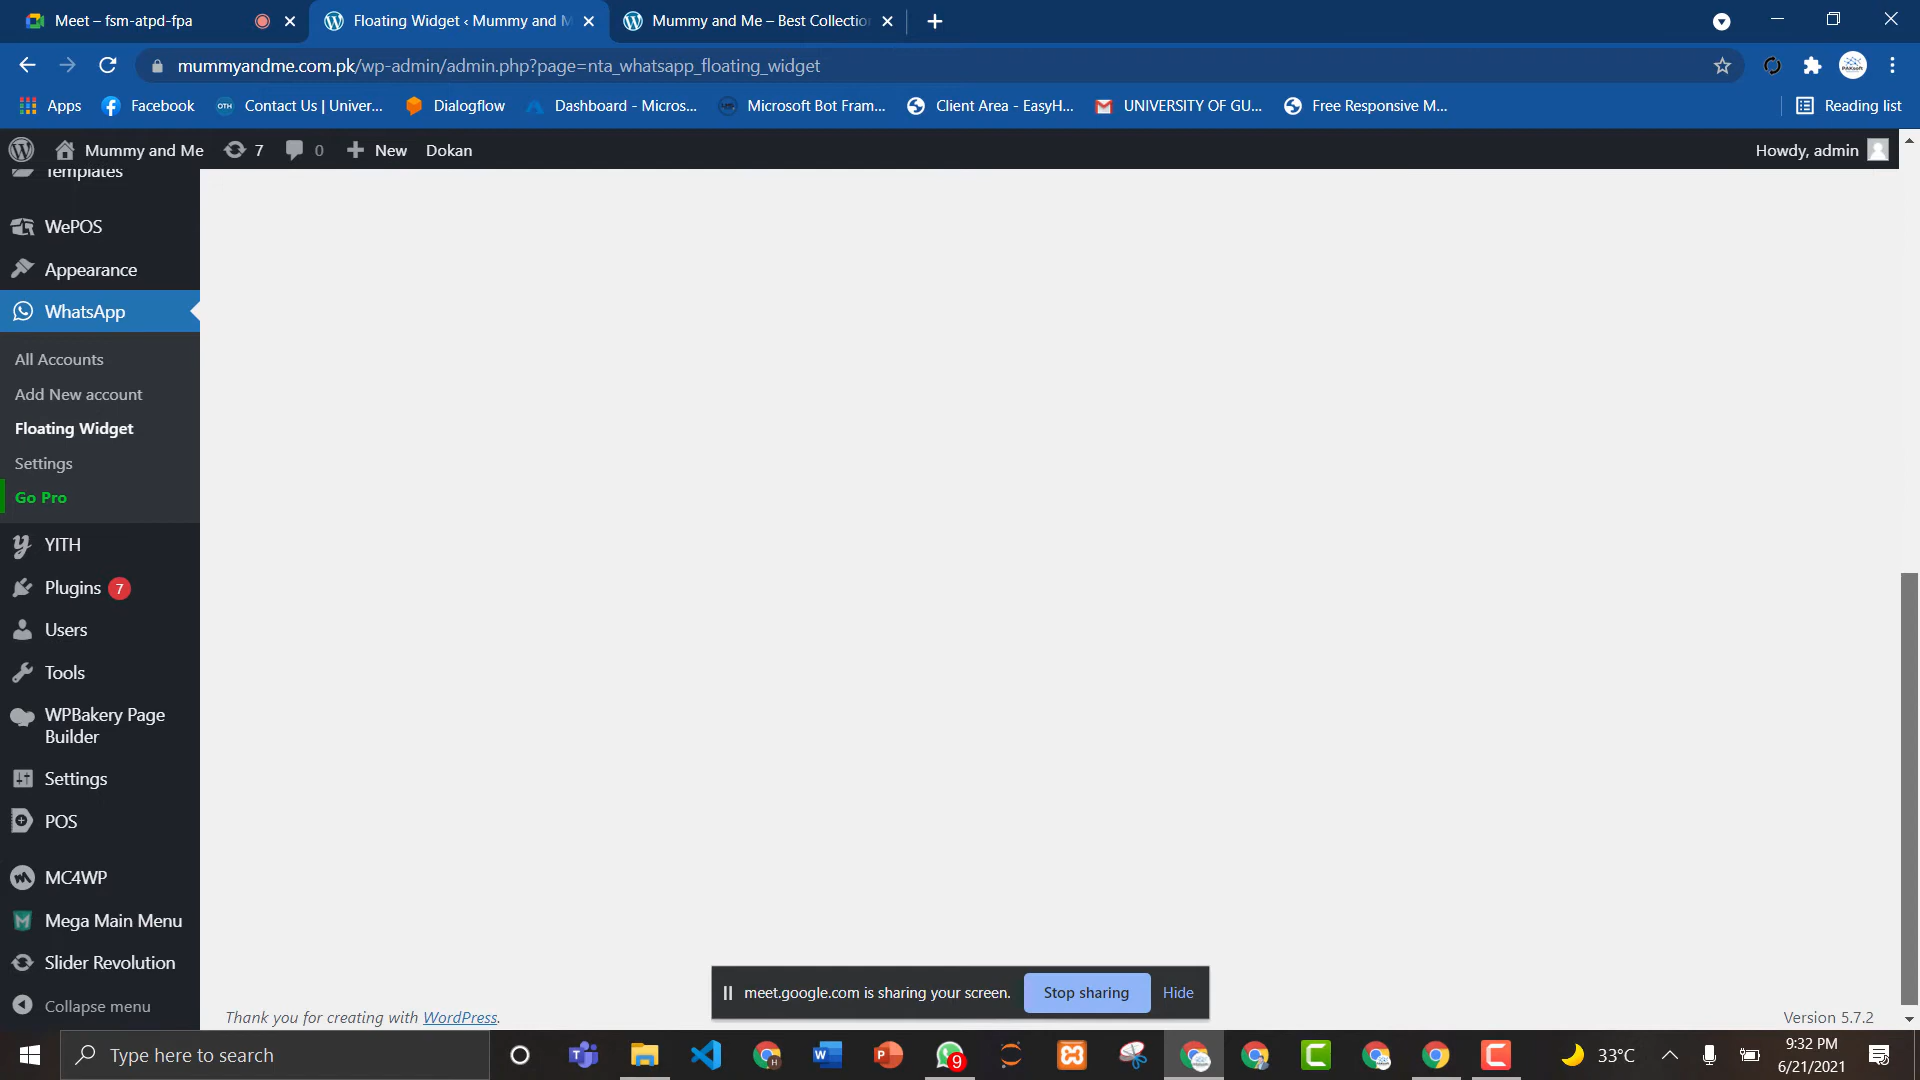 Meet – fsm-atpd-fpa
Floating Widget ‹ Mummy and M
Mummy and Me – Best Collection
mummyandme.com.pk/wp-admin/admin.php?page=nta_whatsapp_floating_widget
Apps
Facebook
Contact Us | Univer...
Dialogflow
Dashboard - Micros...
Microsoft Bot Fram...
Client Area - EasyH...
UNIVERSITY OF GU...
Free Responsive M...
Reading list
Mummy and Me
7
0
New
Dokan
Howdy, admin
Templates
WePOS
Appearance
WhatsApp
All Accounts
Add New account
Floating Widget
Settings
Go Pro
YITH
Plugins 7
Users
Tools
WPBakery Page
Builder
Settings
POS
MC4WP
Mega Main Menu
Slider Revolution
Collapse menu
meet.google.com is sharing your screen.
Stop sharing
Hide
Thank you for creating with WordPress.
Version 5.7.2
Type here to search
9
33°C
9:32 PM
6/21/2021